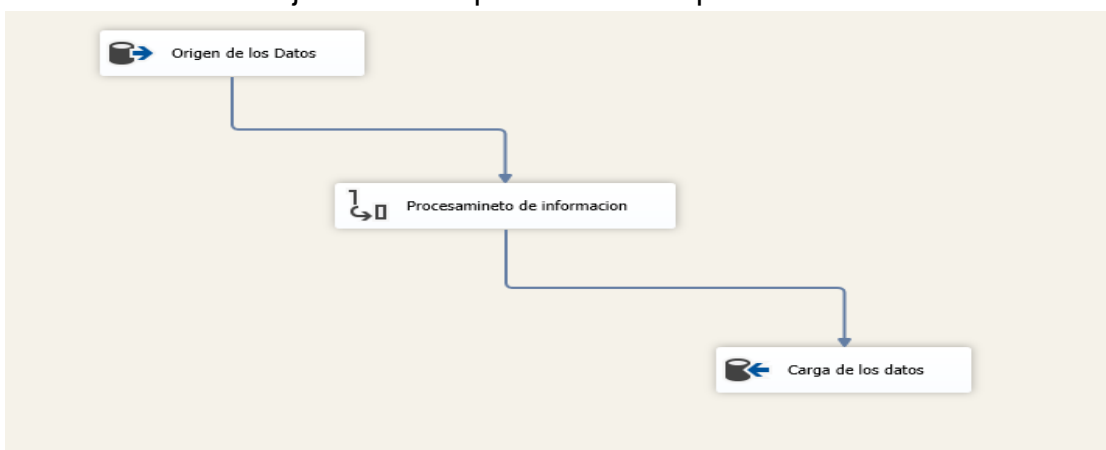 Origen de los Datos
Procesamineto de informacion
Carga de los datos